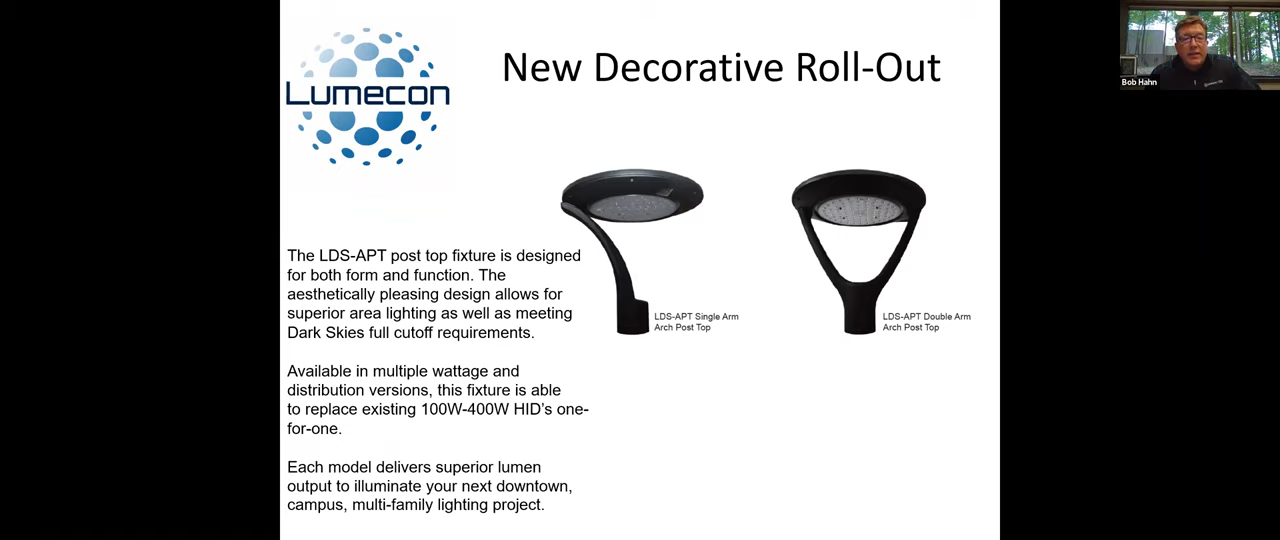 Lumecon
New Decorative Roll-Out
Bob Hahn
LDS-APT Single Arm
Arch Post Top
LDS-APT Double Arm
Arch Post Top
The LDS-APT post top fixture is designed
for both form and function. The
aesthetically pleasing design allows for
superior area lighting as well as meeting
Dark Skies full cutoff requirements.
Available in multiple wattage and
distribution versions, this fixture is able
to replace existing 100W-400W HID’s one-
for-one.
Each model delivers superior lumen
output to illuminate your next downtown,
campus, multi-family lighting project.